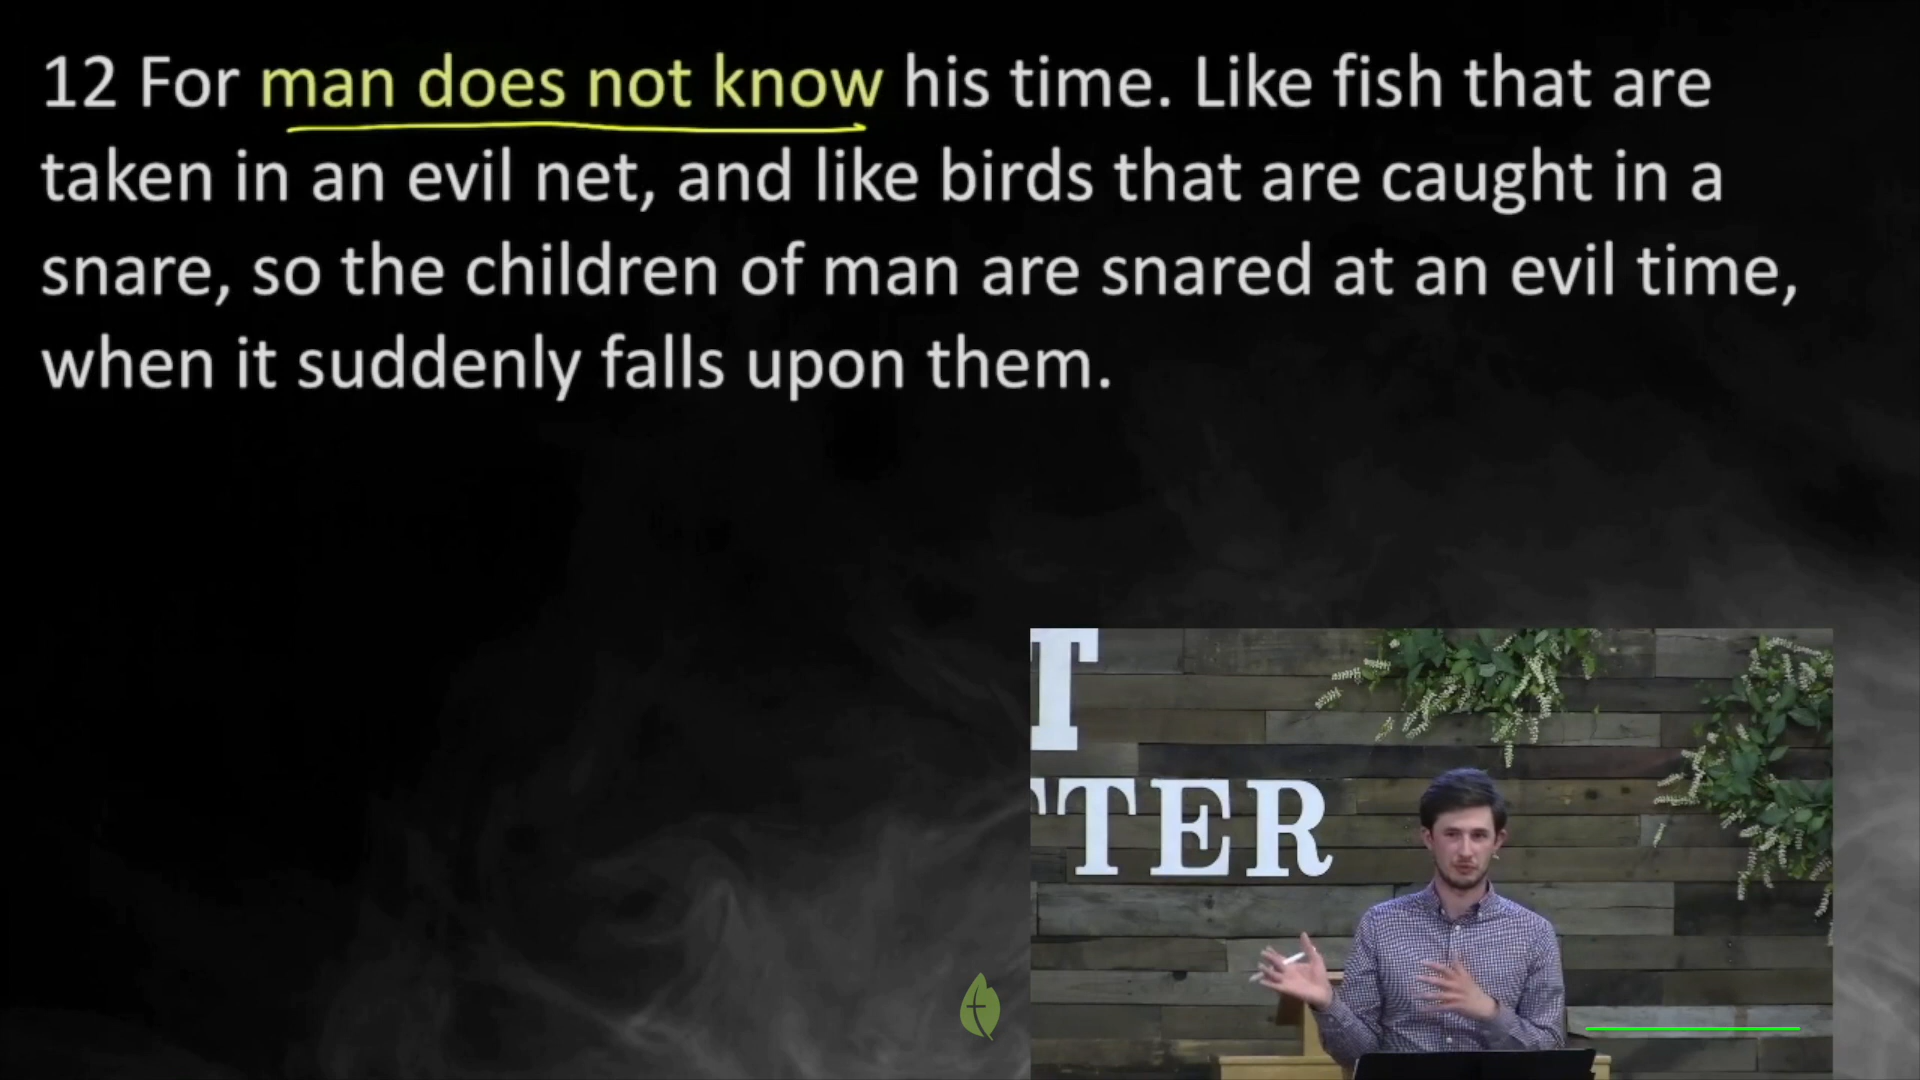 12 For man does not know his time. Like fish that are
taken in an evil net, and like birds that are caught in a
snare, so the children of man are snared at an evil time,
when it suddenly falls upon them.
T
TTER